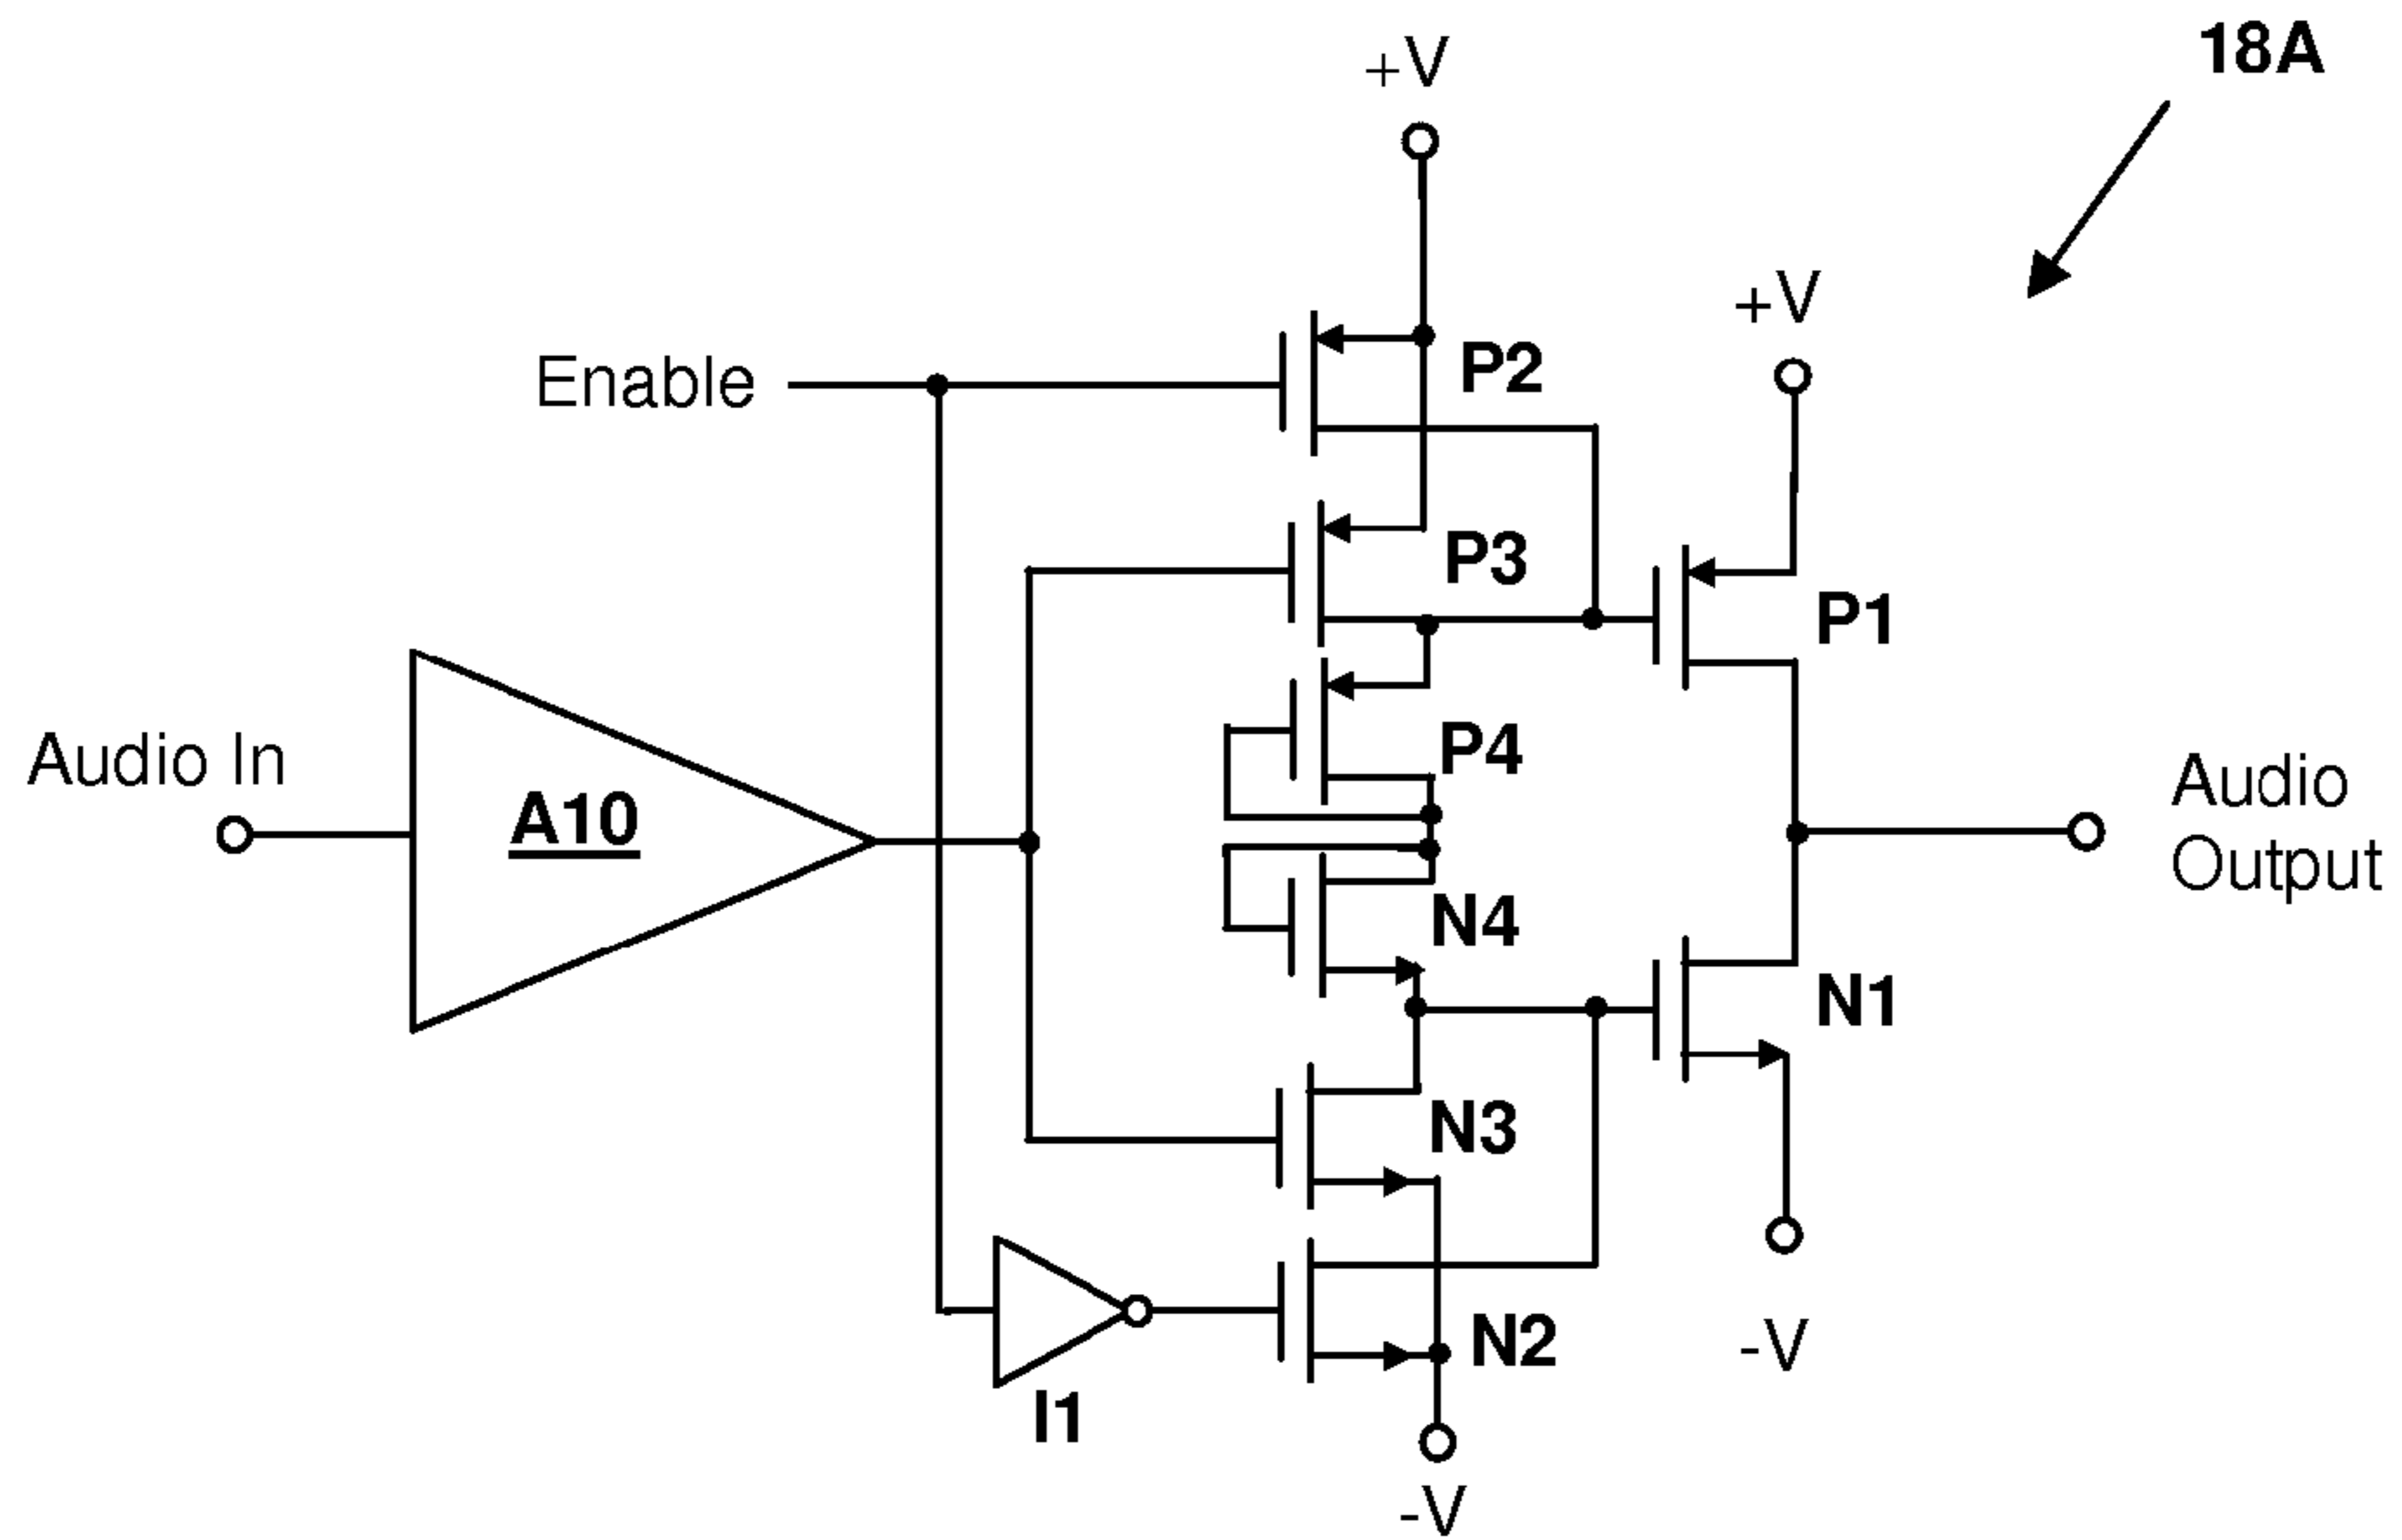 18A
+V
+V
P2
Enable
P3
P1
P4
Audio In
A10
Audio
Output
N4
N1
N3
N2
I1
-V
-V